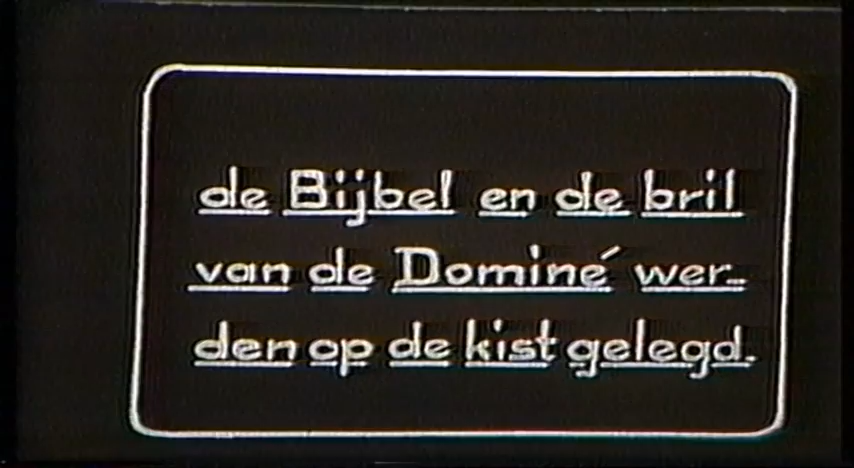 de Bijbel en de bril
van de Dominé wer-
den op de kist gelegd.